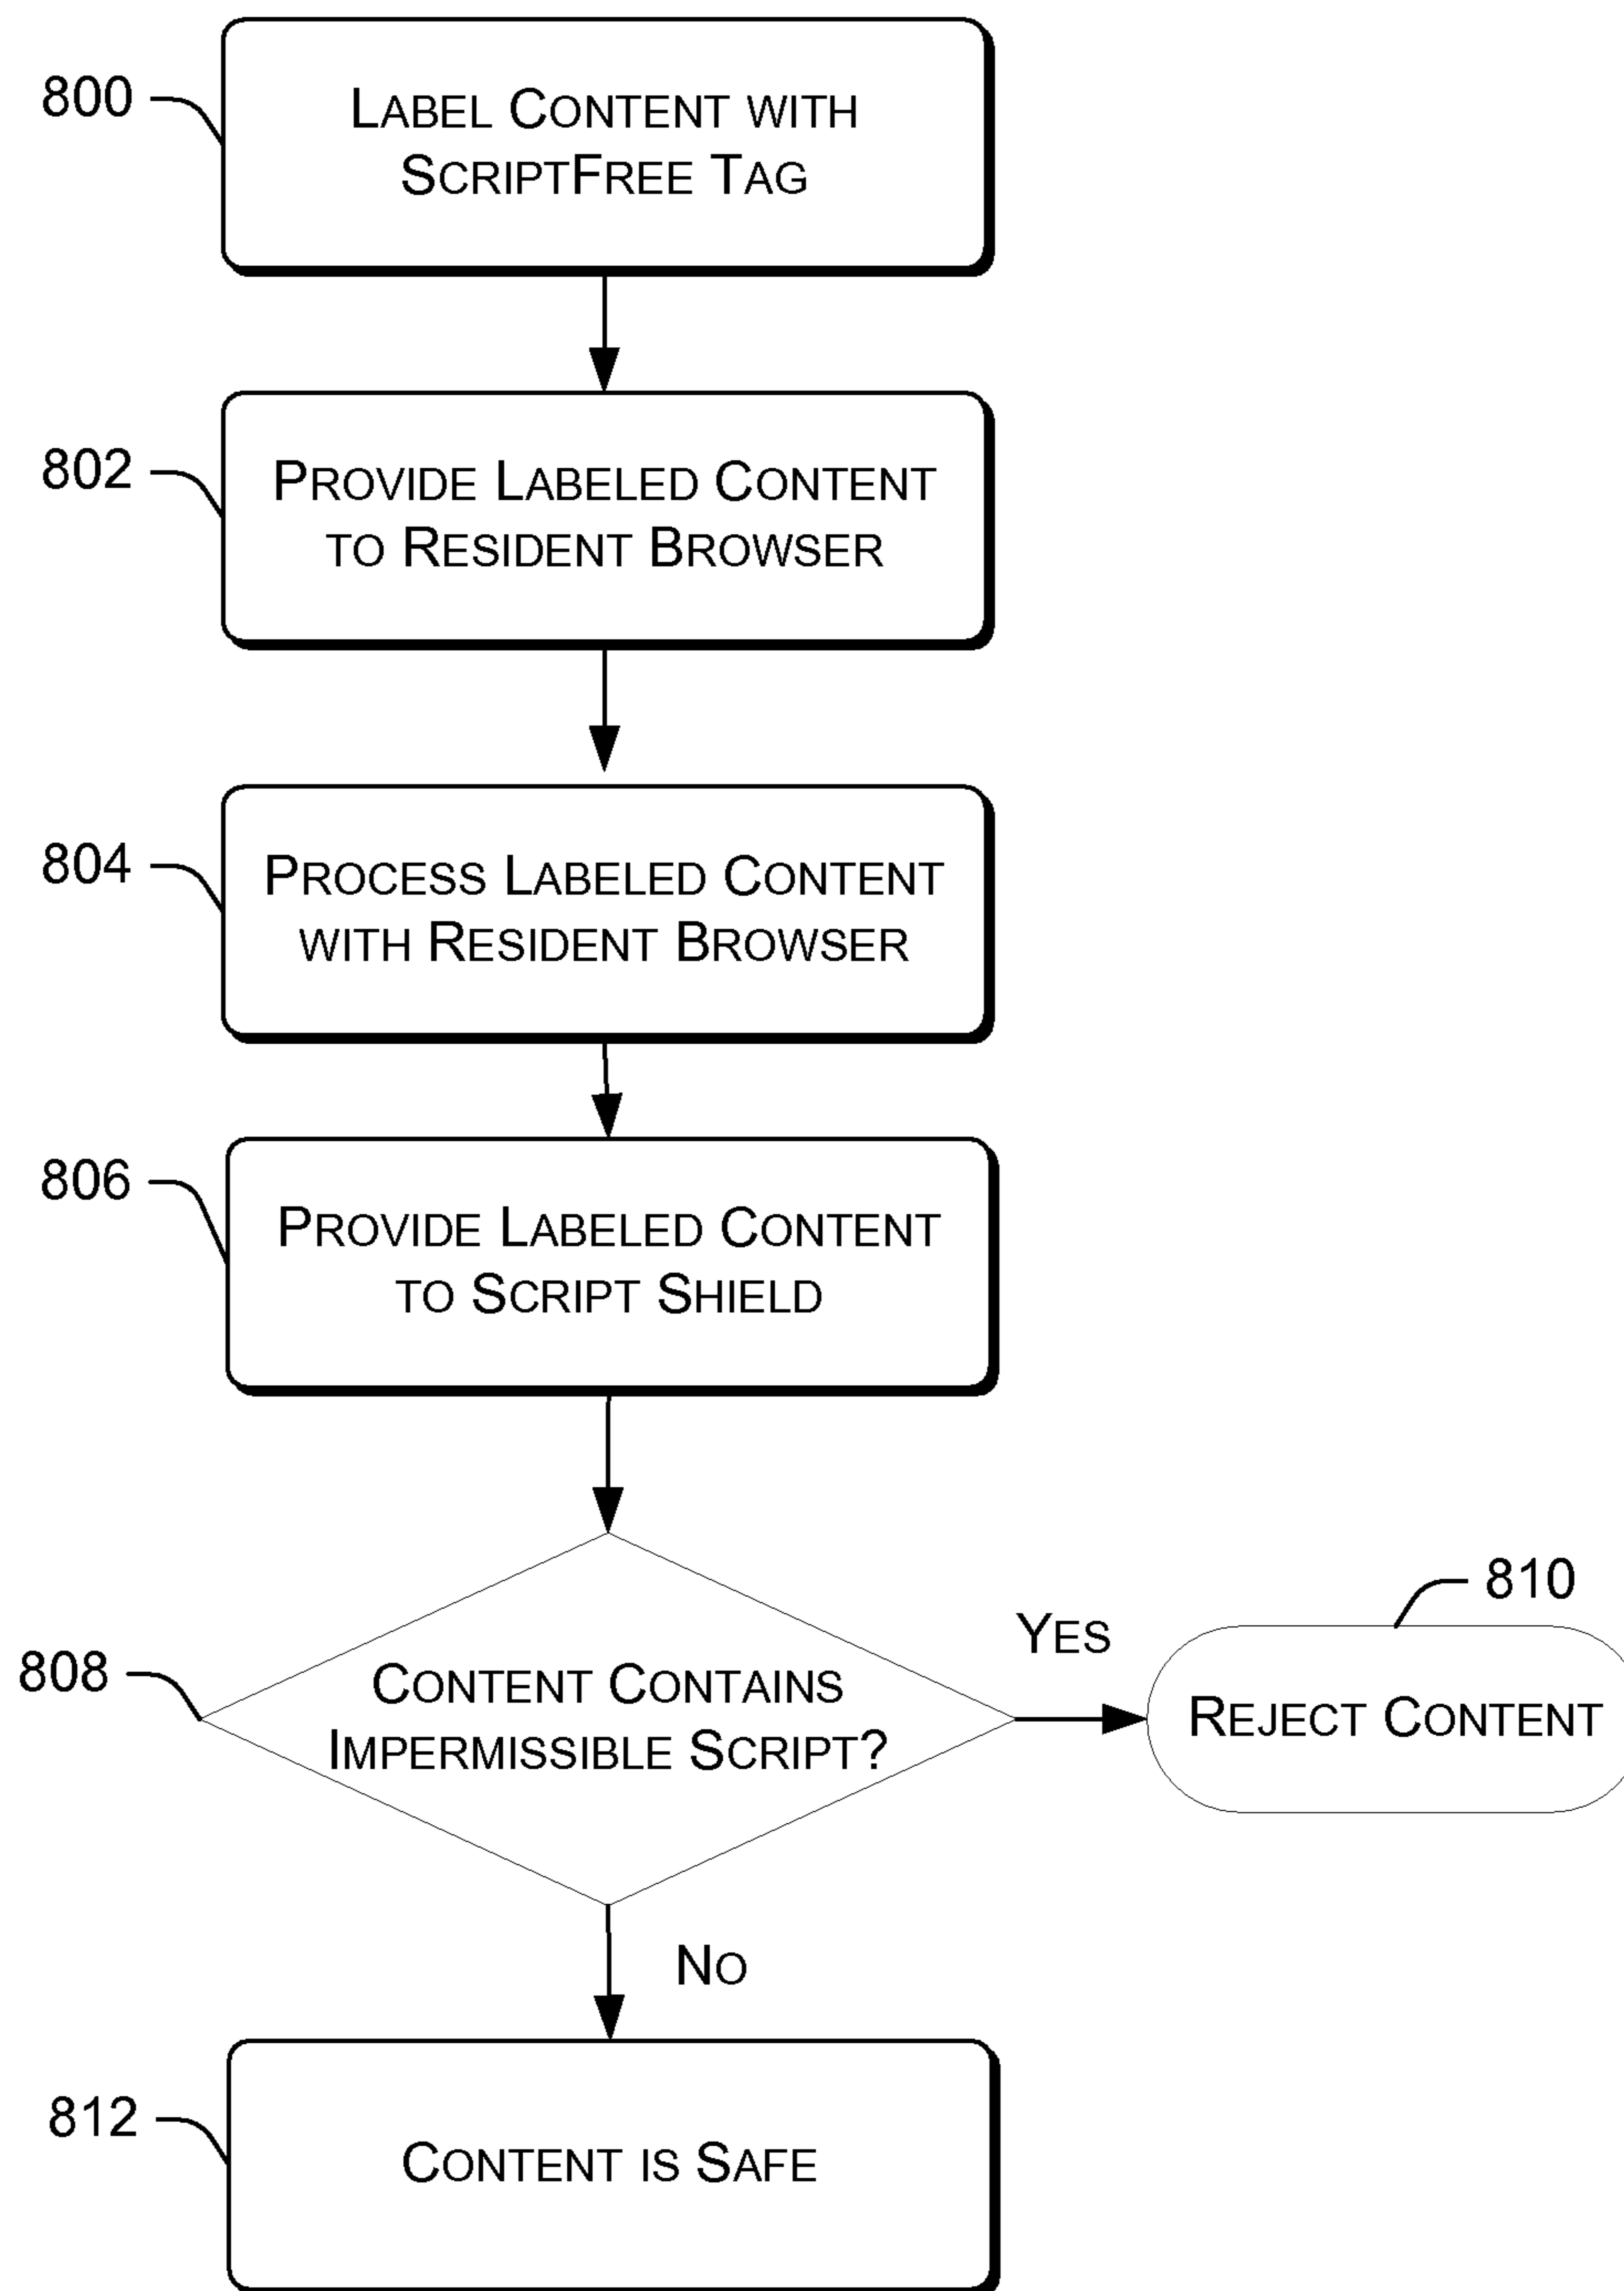 800
Label Content with
ScriptFree Tag
802
Provide Labeled Content
to Resident Browser
804
Process Labeled Content
with Resident Browser
806
Provide Labeled Content
to Script Shield
808
Content Contains
Impermissible Script?
Yes
810
Reject Content
No
812
Content is Safe